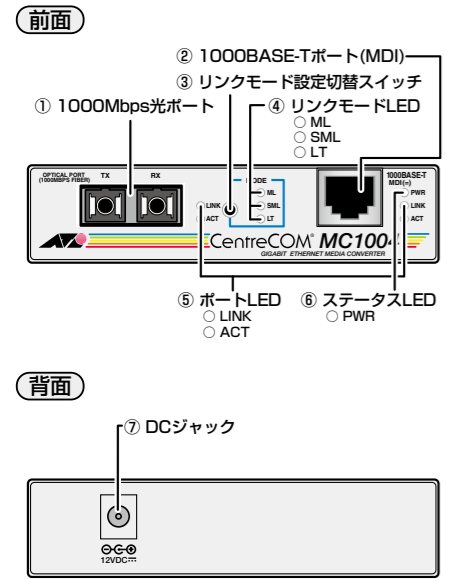 前面
② 1000BASE-Tポート(MDI)
③ リンクモード設定切替スイッチ
① 1000Mbps光ポート
④ リンクモードLED
○ ML
○ SML
○ LT
OPTICAL PORT
(1000MBPS FIBER)
TX
RX
MODE
ML
SML
LT
LINK
ACT
1000BASE-T
MDI(=)
PWR
LINK
ACT
CentreCOM® MC1004
GIGABIT ETHERNET MEDIA CONVERTER
⑤ ポートLED
○ LINK
○ ACT
⑥ ステータスLED
○ PWR
背面
⑦ DCジャック
12VDC